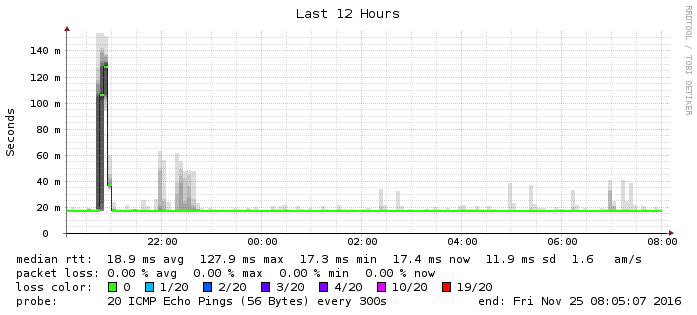 Last 12 Hours
RRDTOOL / TOBI OETIKER
Seconds
140 m
120 m
100 m
80 m
60 m
40 m
20 m
0
22:00 00:00 02:00 04:00 06:00 08:00
median rtt: 18.9 ms avg 127.9 ms max 17.3 ms min 17.4 ms now 11.9 ms sd 1.6 am/s
packet loss: 0.00 % avg 0.00 % max 0.00 % min 0.00 % now
loss color: 0 1/20 2/20 3/20 4/20 10/20 19/20
probe: 20 ICMP Echo Pings (56 Bytes) every 300s end: Fri Nov 25 08:05:07 2016